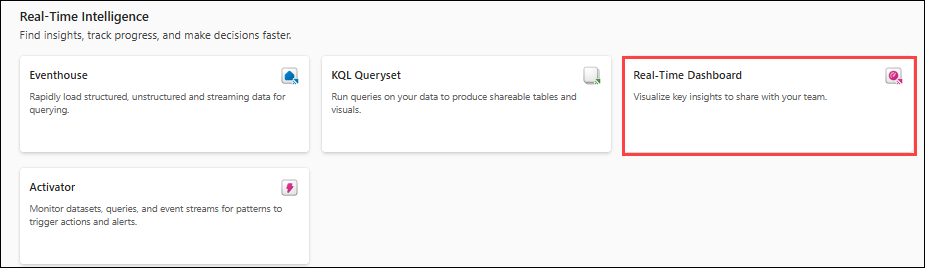 Real-Time Intelligence
Find insights, track progress, and make decisions faster.
Eventhouse
Rapidly load structured, unstructured and streaming data for
querying.
KQL Queryset
Run queries on your data to produce shareable tables and
visuals.
Real-Time Dashboard
Visualize key insights to share with your team.
Activator
Monitor datasets, queries, and event streams for patterns to
trigger actions and alerts.